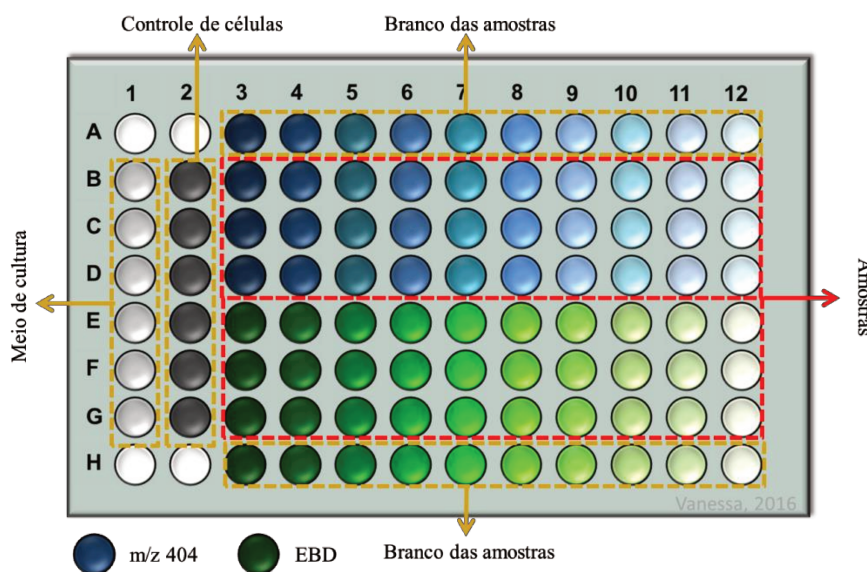 Controle de células
Branco das amostras
1 2 3 4 5 6 7 8 9 10 11 12
A
B
C
D
E
F
G
H
Meio de cultura
Amostras
Vanessa, 2016
m/z 404
EBD
Branco das amostras